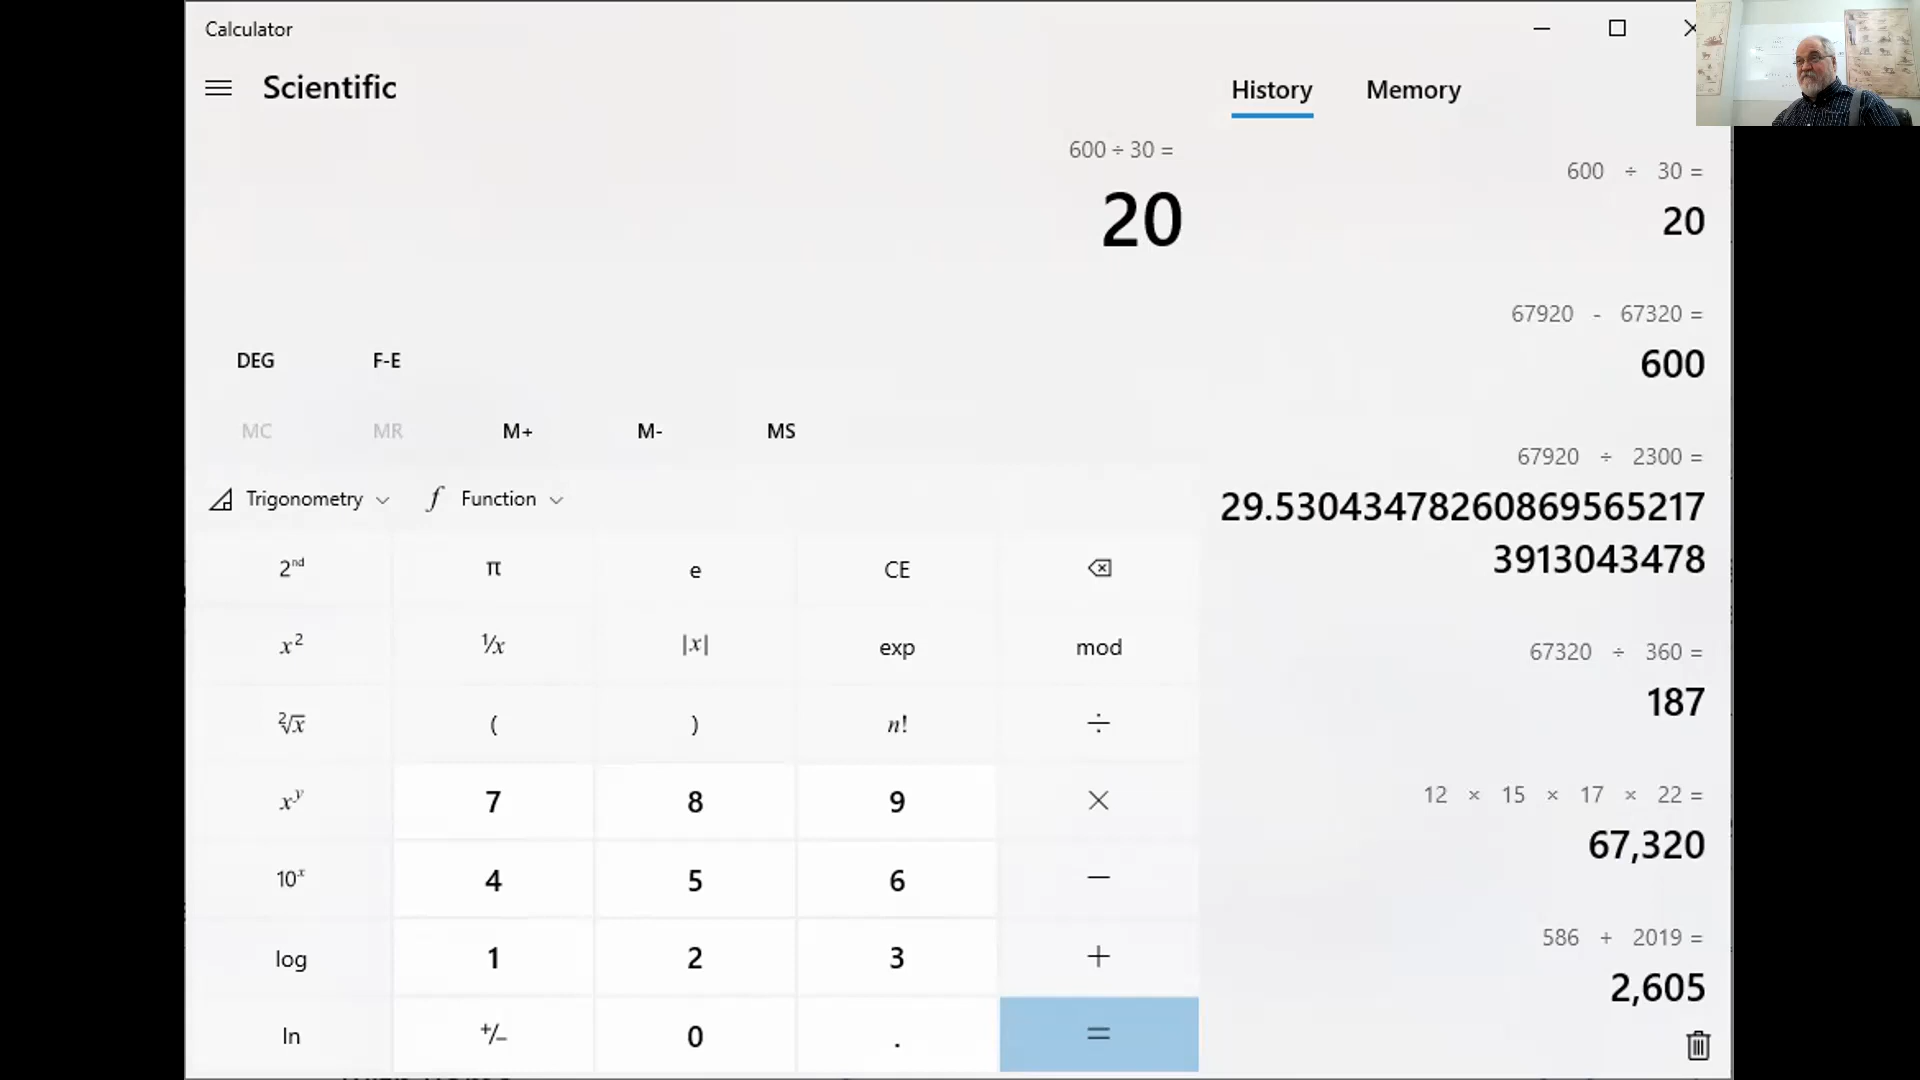 Calculator
Scientific
History Memory
600 ÷ 30 =
20
600 ÷ 30 =
20
67920 - 67320 =
600
67920 ÷ 2300 =
29.53043478260869565217
3913043478
67320 ÷ 360 =
187
12 × 15 × 17 × 22 =
67,320
586 + 2019 =
2,605
DEG F-E
MC MR M+ M- MS
Trigonometry f Function
2nd π e CE
x² ¹/x |x| exp mod
²√x ( ) n! ÷
xʸ 7 8 9 ×
10ˣ 4 5 6 −
log 1 2 3 +
ln +/− 0 . =